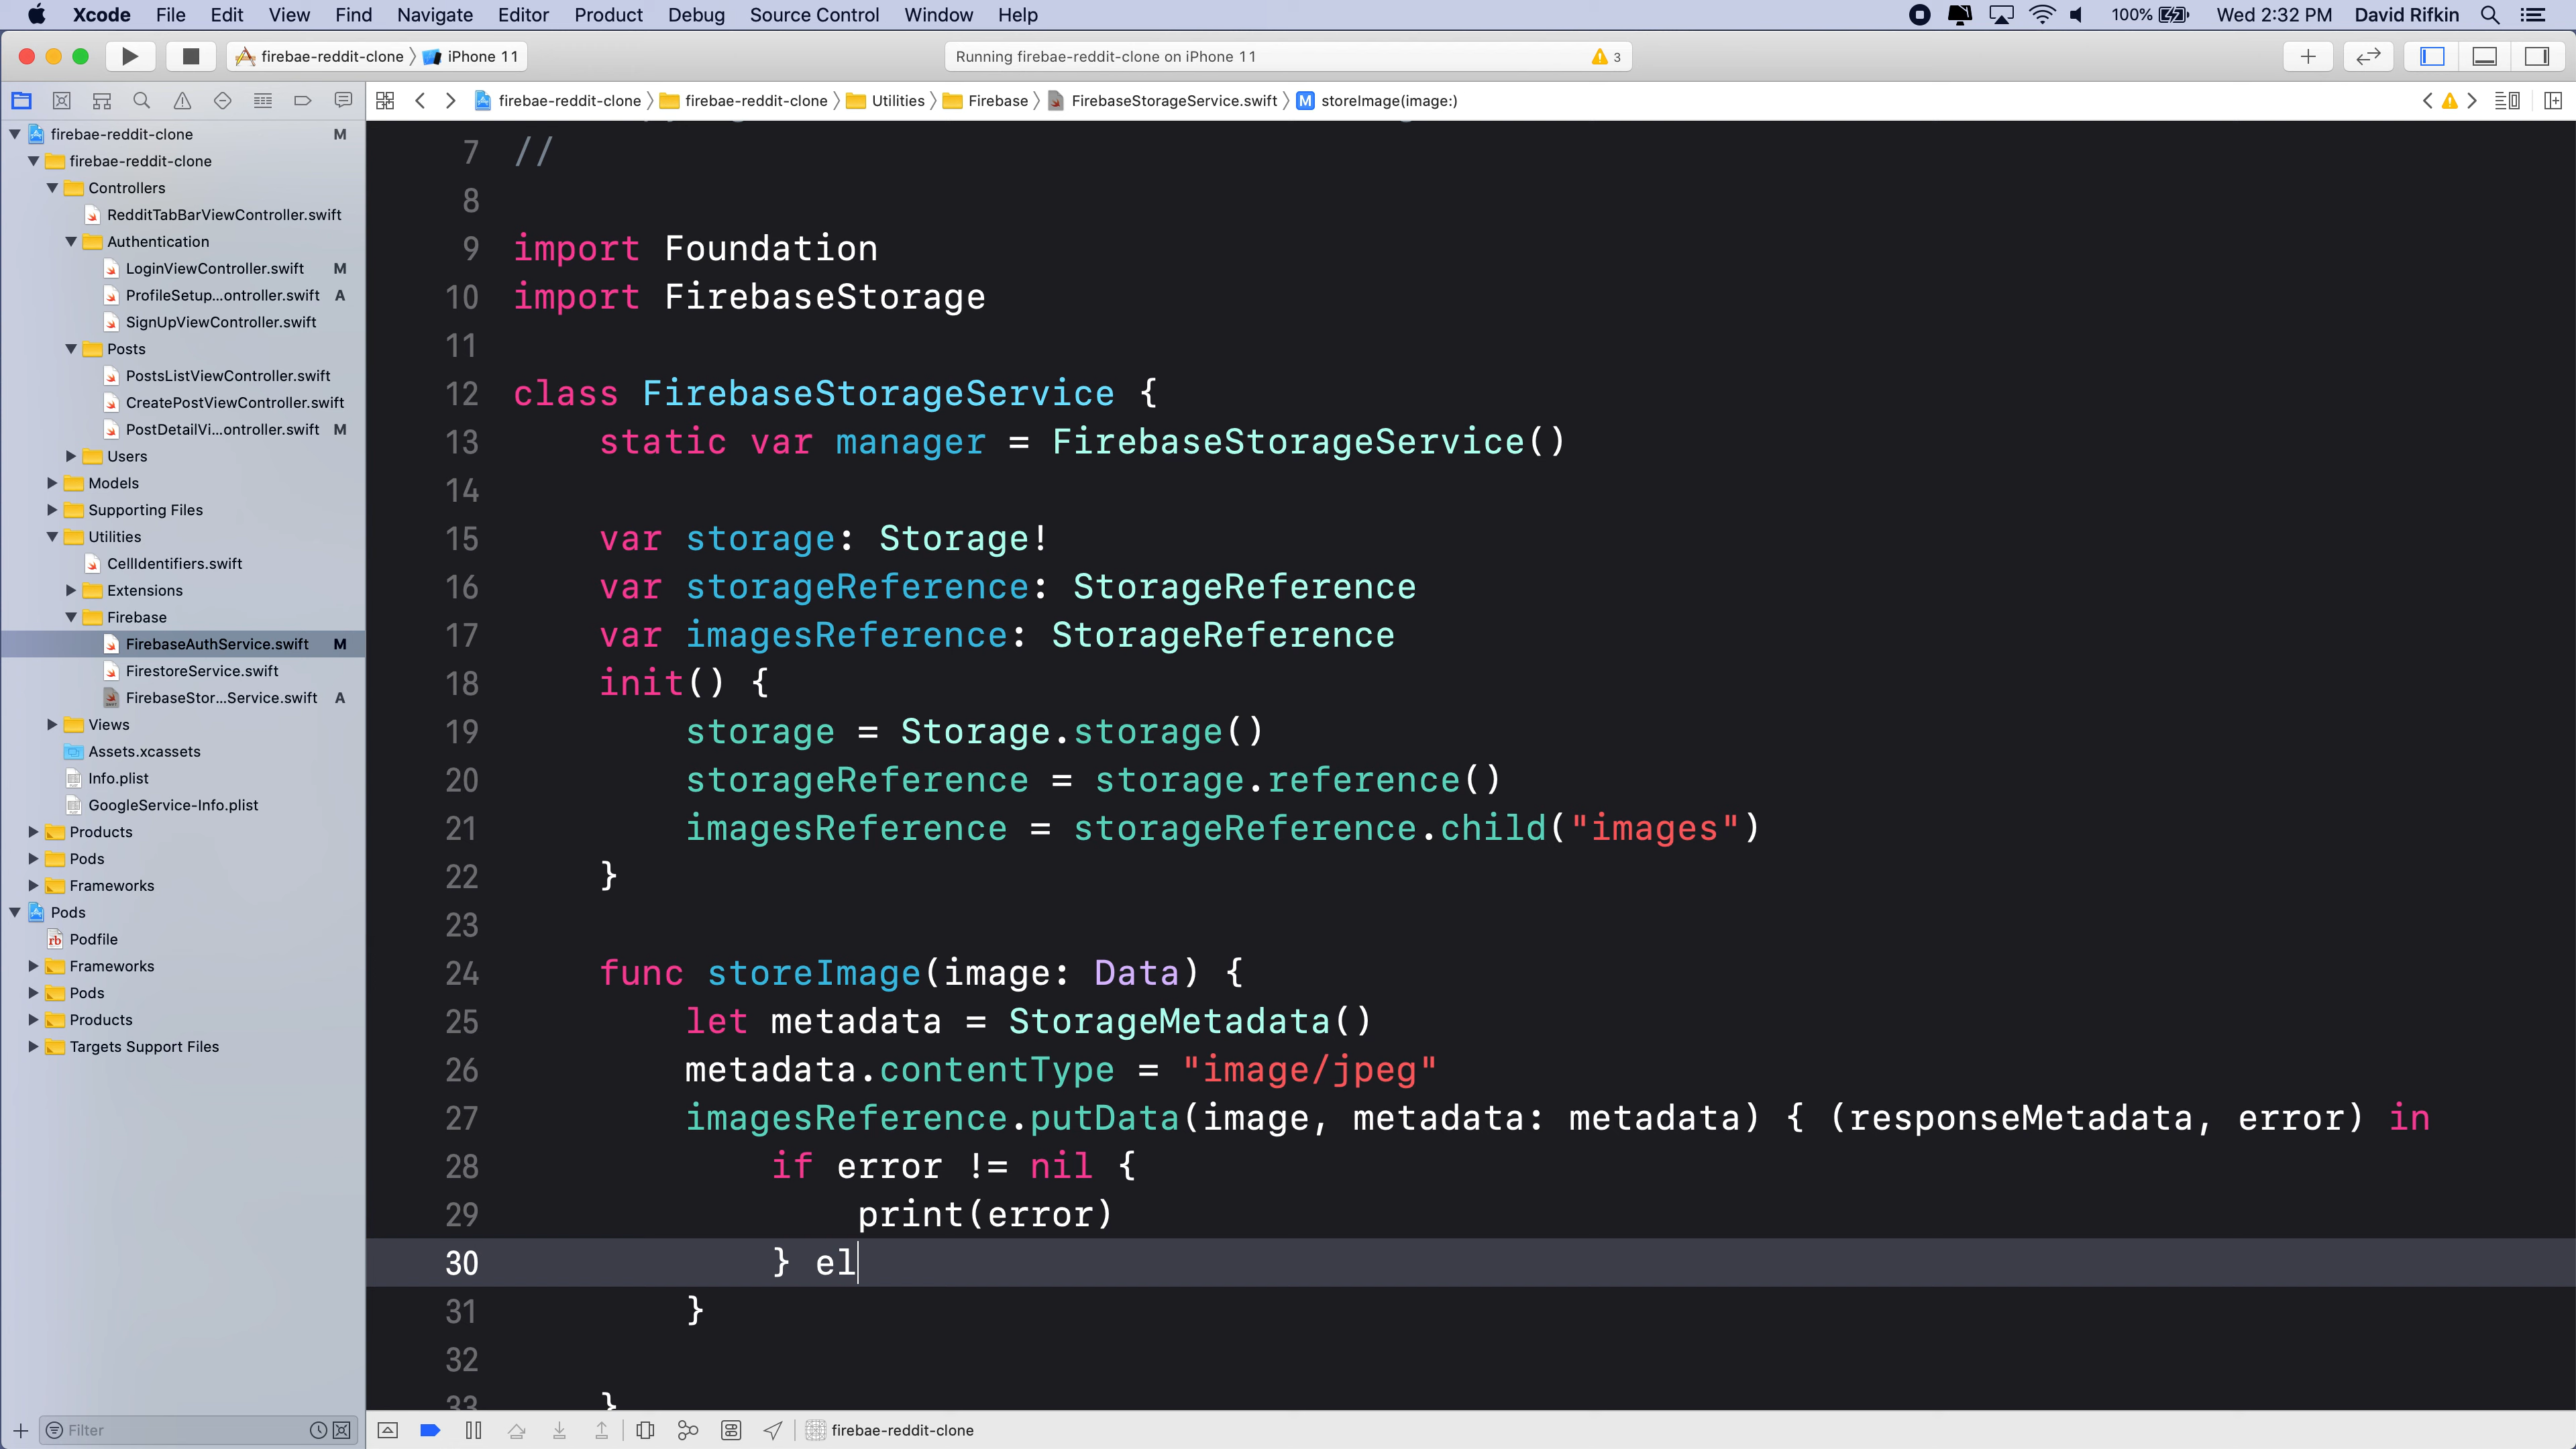 Xcode File Edit View Find Navigate Editor Product Debug Source Control Window Help 100% Wed 2:32 PM David Rifkin
firebae-reddit-clone iPhone 11 Running firebae-reddit-clone on iPhone 11 3
firebae-reddit-clone firebae-reddit-clone Utilities Firebase FirebaseStorageService.swift M storeImage(image:)
firebae-reddit-clone M
firebae-reddit-clone
Controllers
RedditTabBarViewController.swift
Authentication
LoginViewController.swift M
ProfileSetup...ontroller.swift A
SignUpViewController.swift
Posts
PostsListViewController.swift
CreatePostViewController.swift
PostDetailVi...ontroller.swift M
Users
Models
Supporting Files
Utilities
CellIdentifiers.swift
Extensions
Firebase
FirebaseAuthService.swift M
FirestoreService.swift
FirebaseStor...Service.swift A
Views
Assets.xcassets
Info.plist
GoogleService-Info.plist
Products
Pods
Frameworks
Pods
rb Podfile
Frameworks
Pods
Products
Targets Support Files
Filter
7 //
8
9 import Foundation
10 import FirebaseStorage
11
12 class FirebaseStorageService {
13 static var manager = FirebaseStorageService()
14
15 var storage: Storage!
16 var storageReference: StorageReference
17 var imagesReference: StorageReference
18 init() {
19 storage = Storage.storage()
20 storageReference = storage.reference()
21 imagesReference = storageReference.child("images")
22 }
23
24 func storeImage(image: Data) {
25 let metadata = StorageMetadata()
26 metadata.contentType = "image/jpeg"
27 imagesReference.putData(image, metadata: metadata) { (responseMetadata, error) in
28 if error != nil {
29 print(error)
30 } el
31 }
32
33 }
firebae-reddit-clone